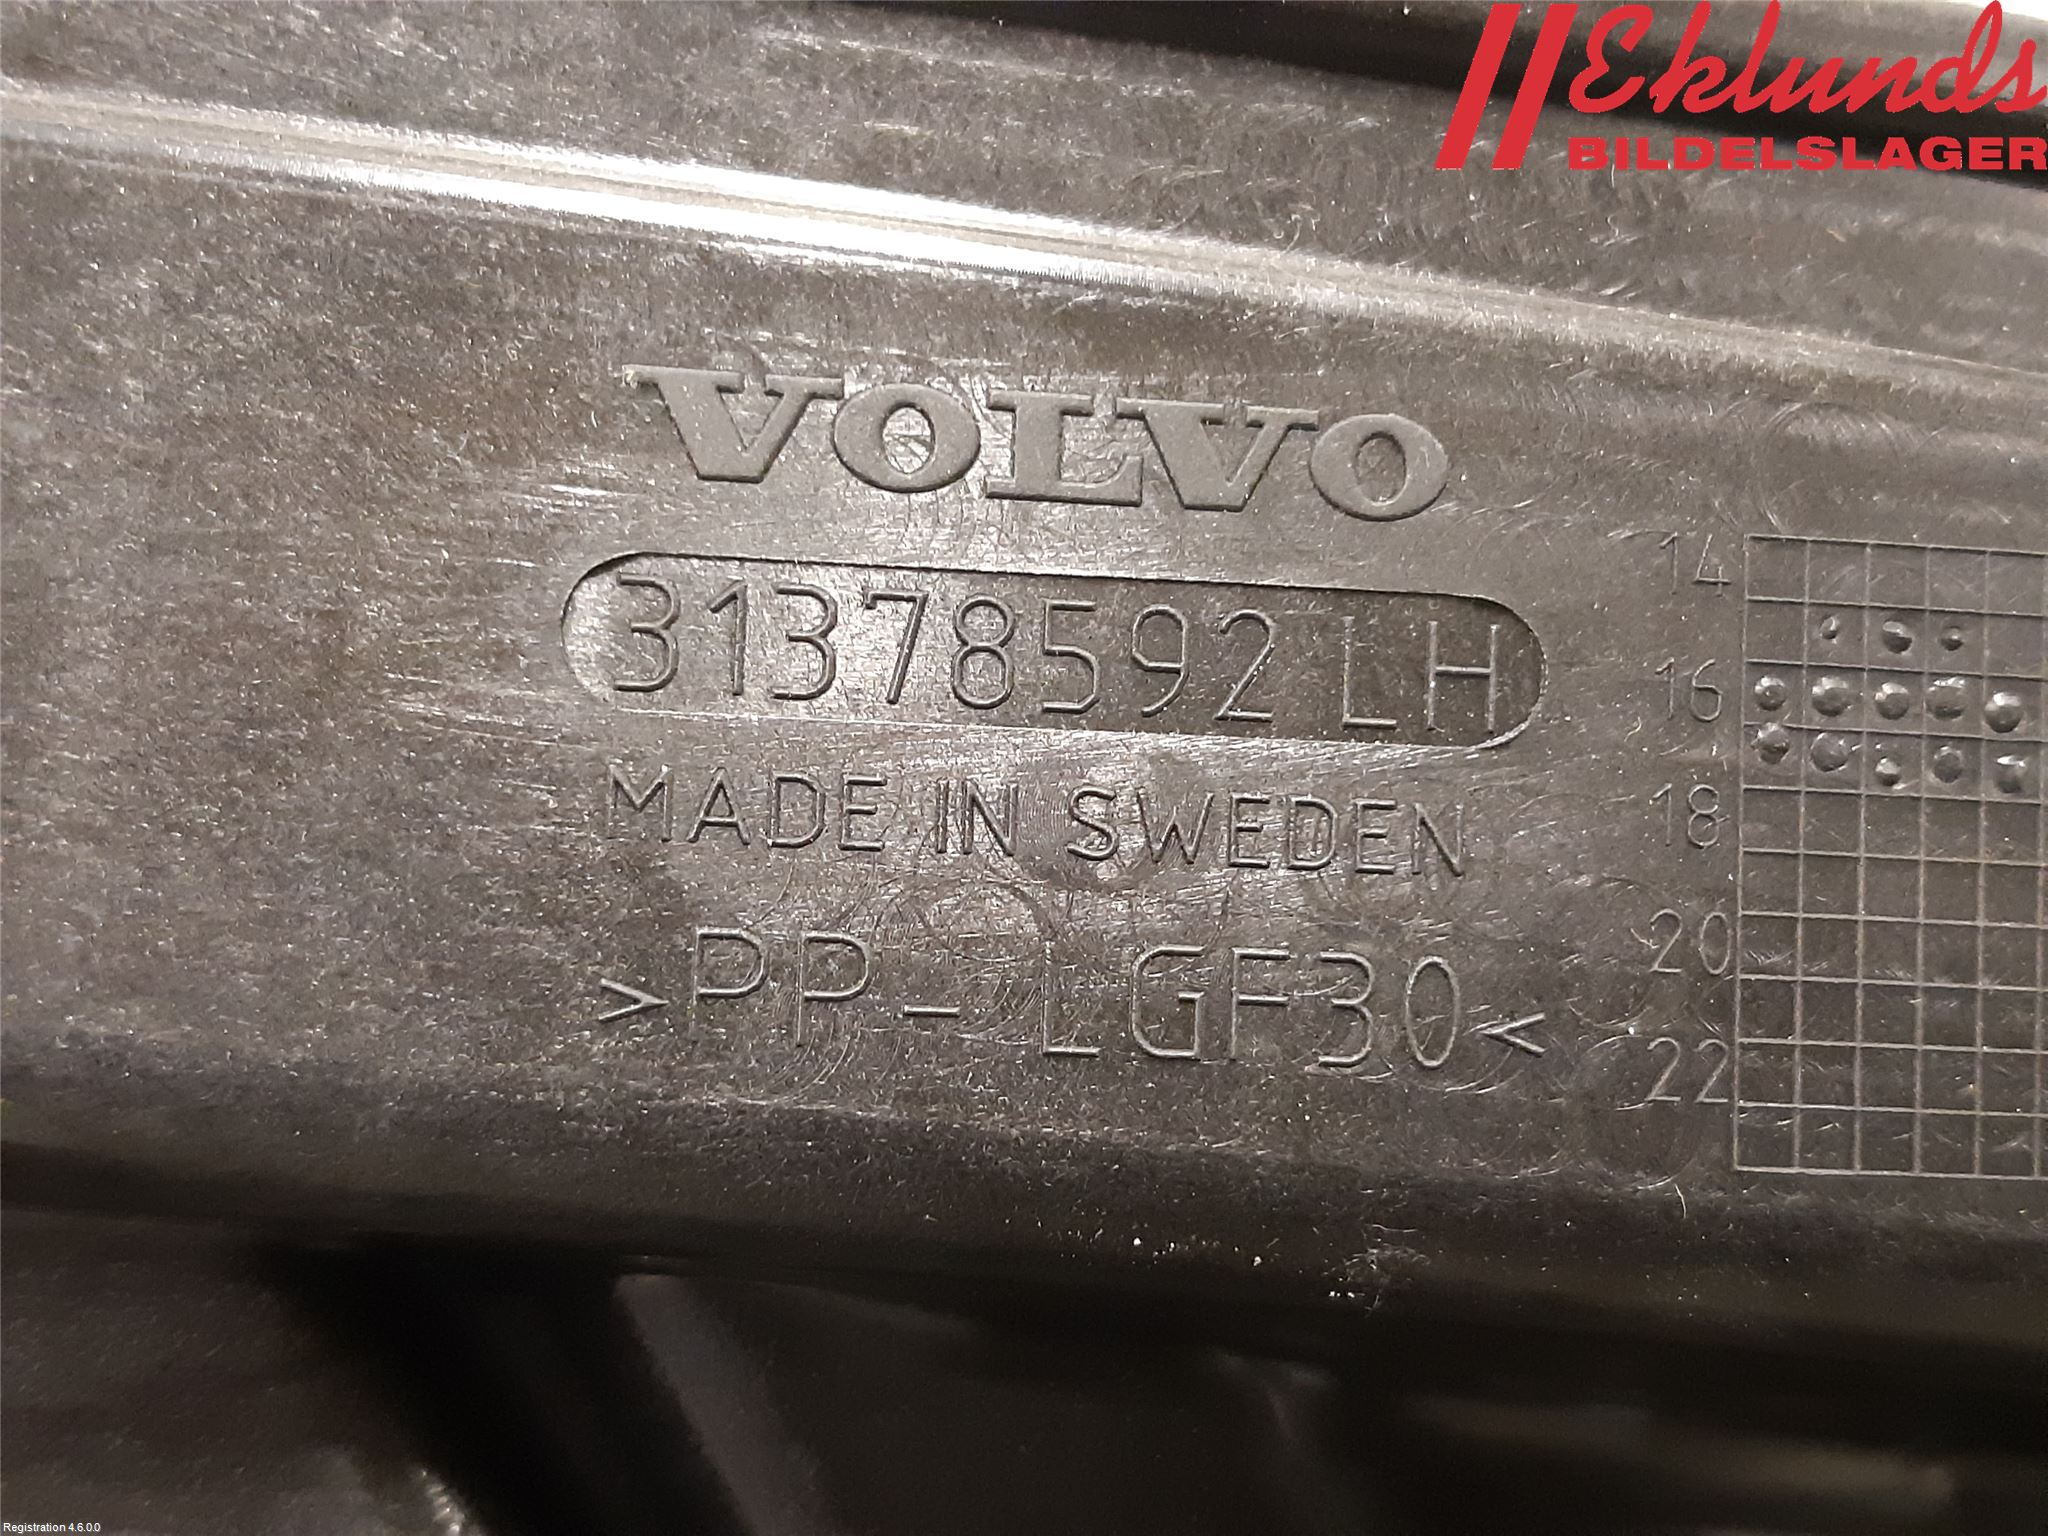 Eklunds
BILDELSLAGER
VOLVO
31378592 LH
MADE IN SWEDEN
>PP-LGF30<
14
16
18
20
22
Registration 4.6.0.0